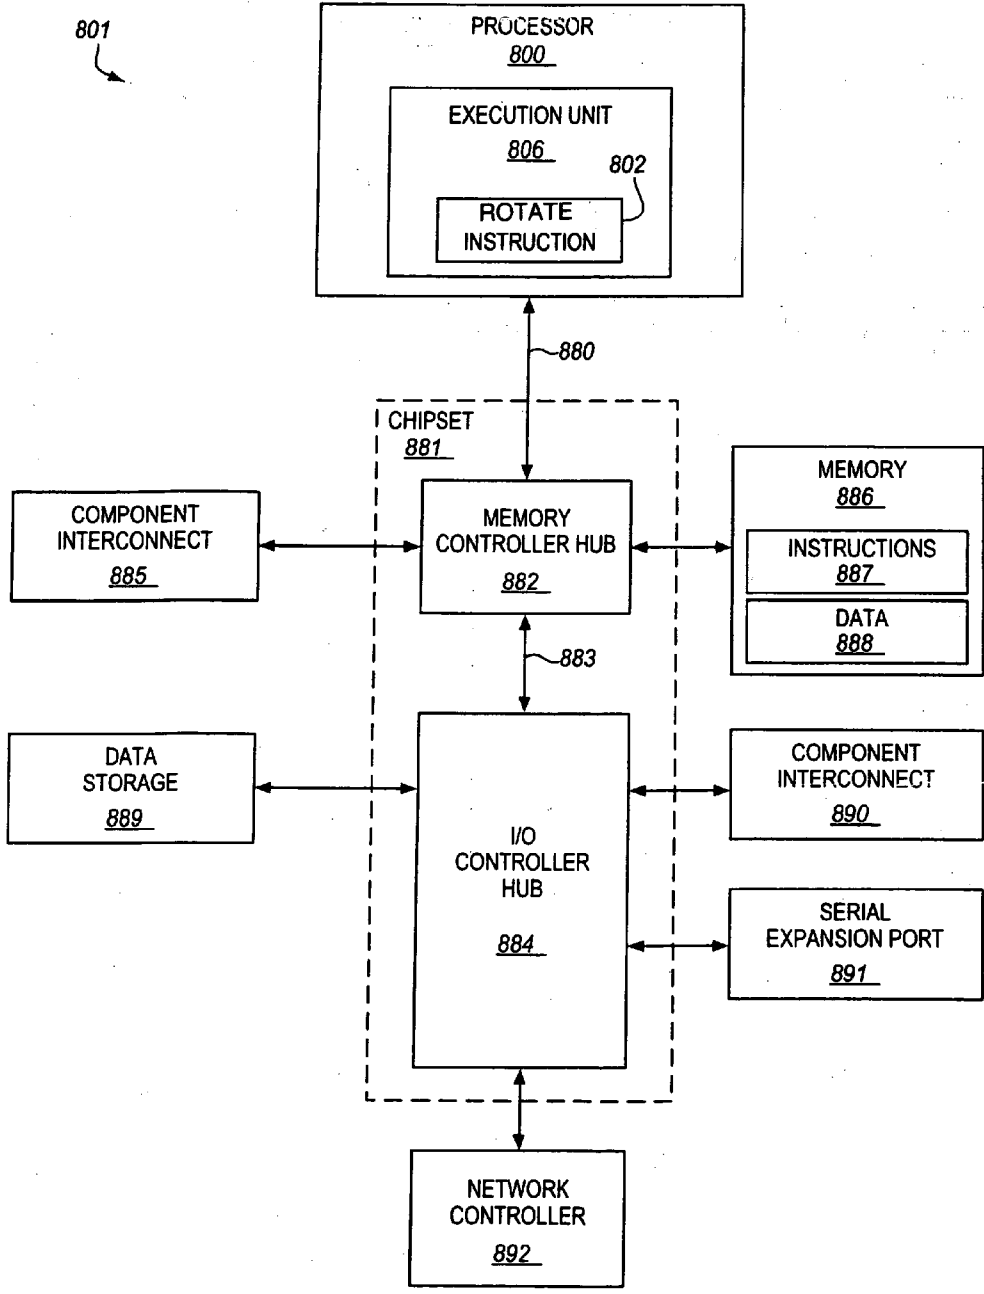 801
PROCESSOR
800
EXECUTION UNIT
806
802
ROTATE
INSTRUCTION
880
CHIPSET
881
MEMORY
CONTROLLER HUB
882
COMPONENT
INTERCONNECT
885
MEMORY
886
INSTRUCTIONS
887
DATA
888
883
DATA
STORAGE
889
I/O
CONTROLLER
HUB
884
COMPONENT
INTERCONNECT
890
SERIAL
EXPANSION PORT
891
NETWORK
CONTROLLER
892